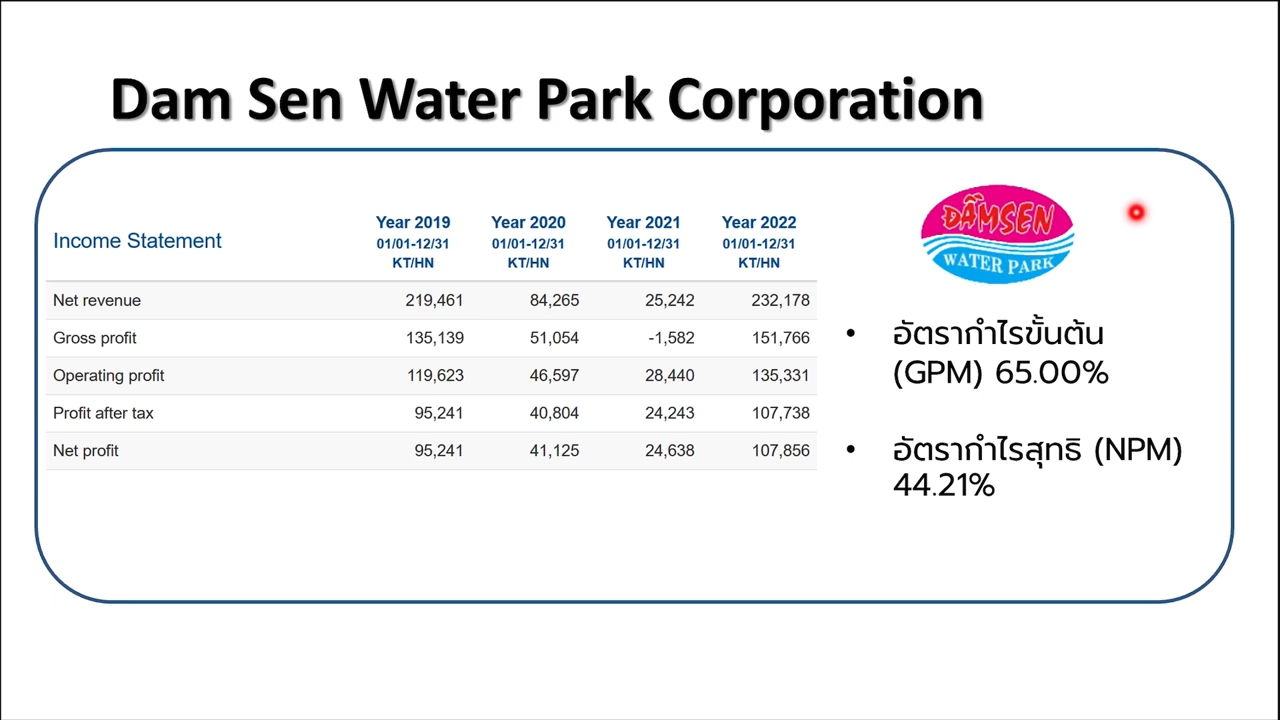 Dam Sen Water Park Corporation
Income Statement
Year 2019 Year 2020 Year 2021 Year 2022
01/01-12/31 01/01-12/31 01/01-12/31 01/01-12/31
KT/HN KT/HN KT/HN KT/HN
Net revenue 219,461 84,265 25,242 232,178
Gross profit 135,139 51,054 -1,582 151,766
Operating profit 119,623 46,597 28,440 135,331
Profit after tax 95,241 40,804 24,243 107,738
Net profit 95,241 41,125 24,638 107,856
ĐẦMSEN
WATER PARK
• อัตรากำไรขั้นต้น
(GPM) 65.00%
• อัตรากำไรสุทธิ (NPM)
44.21%